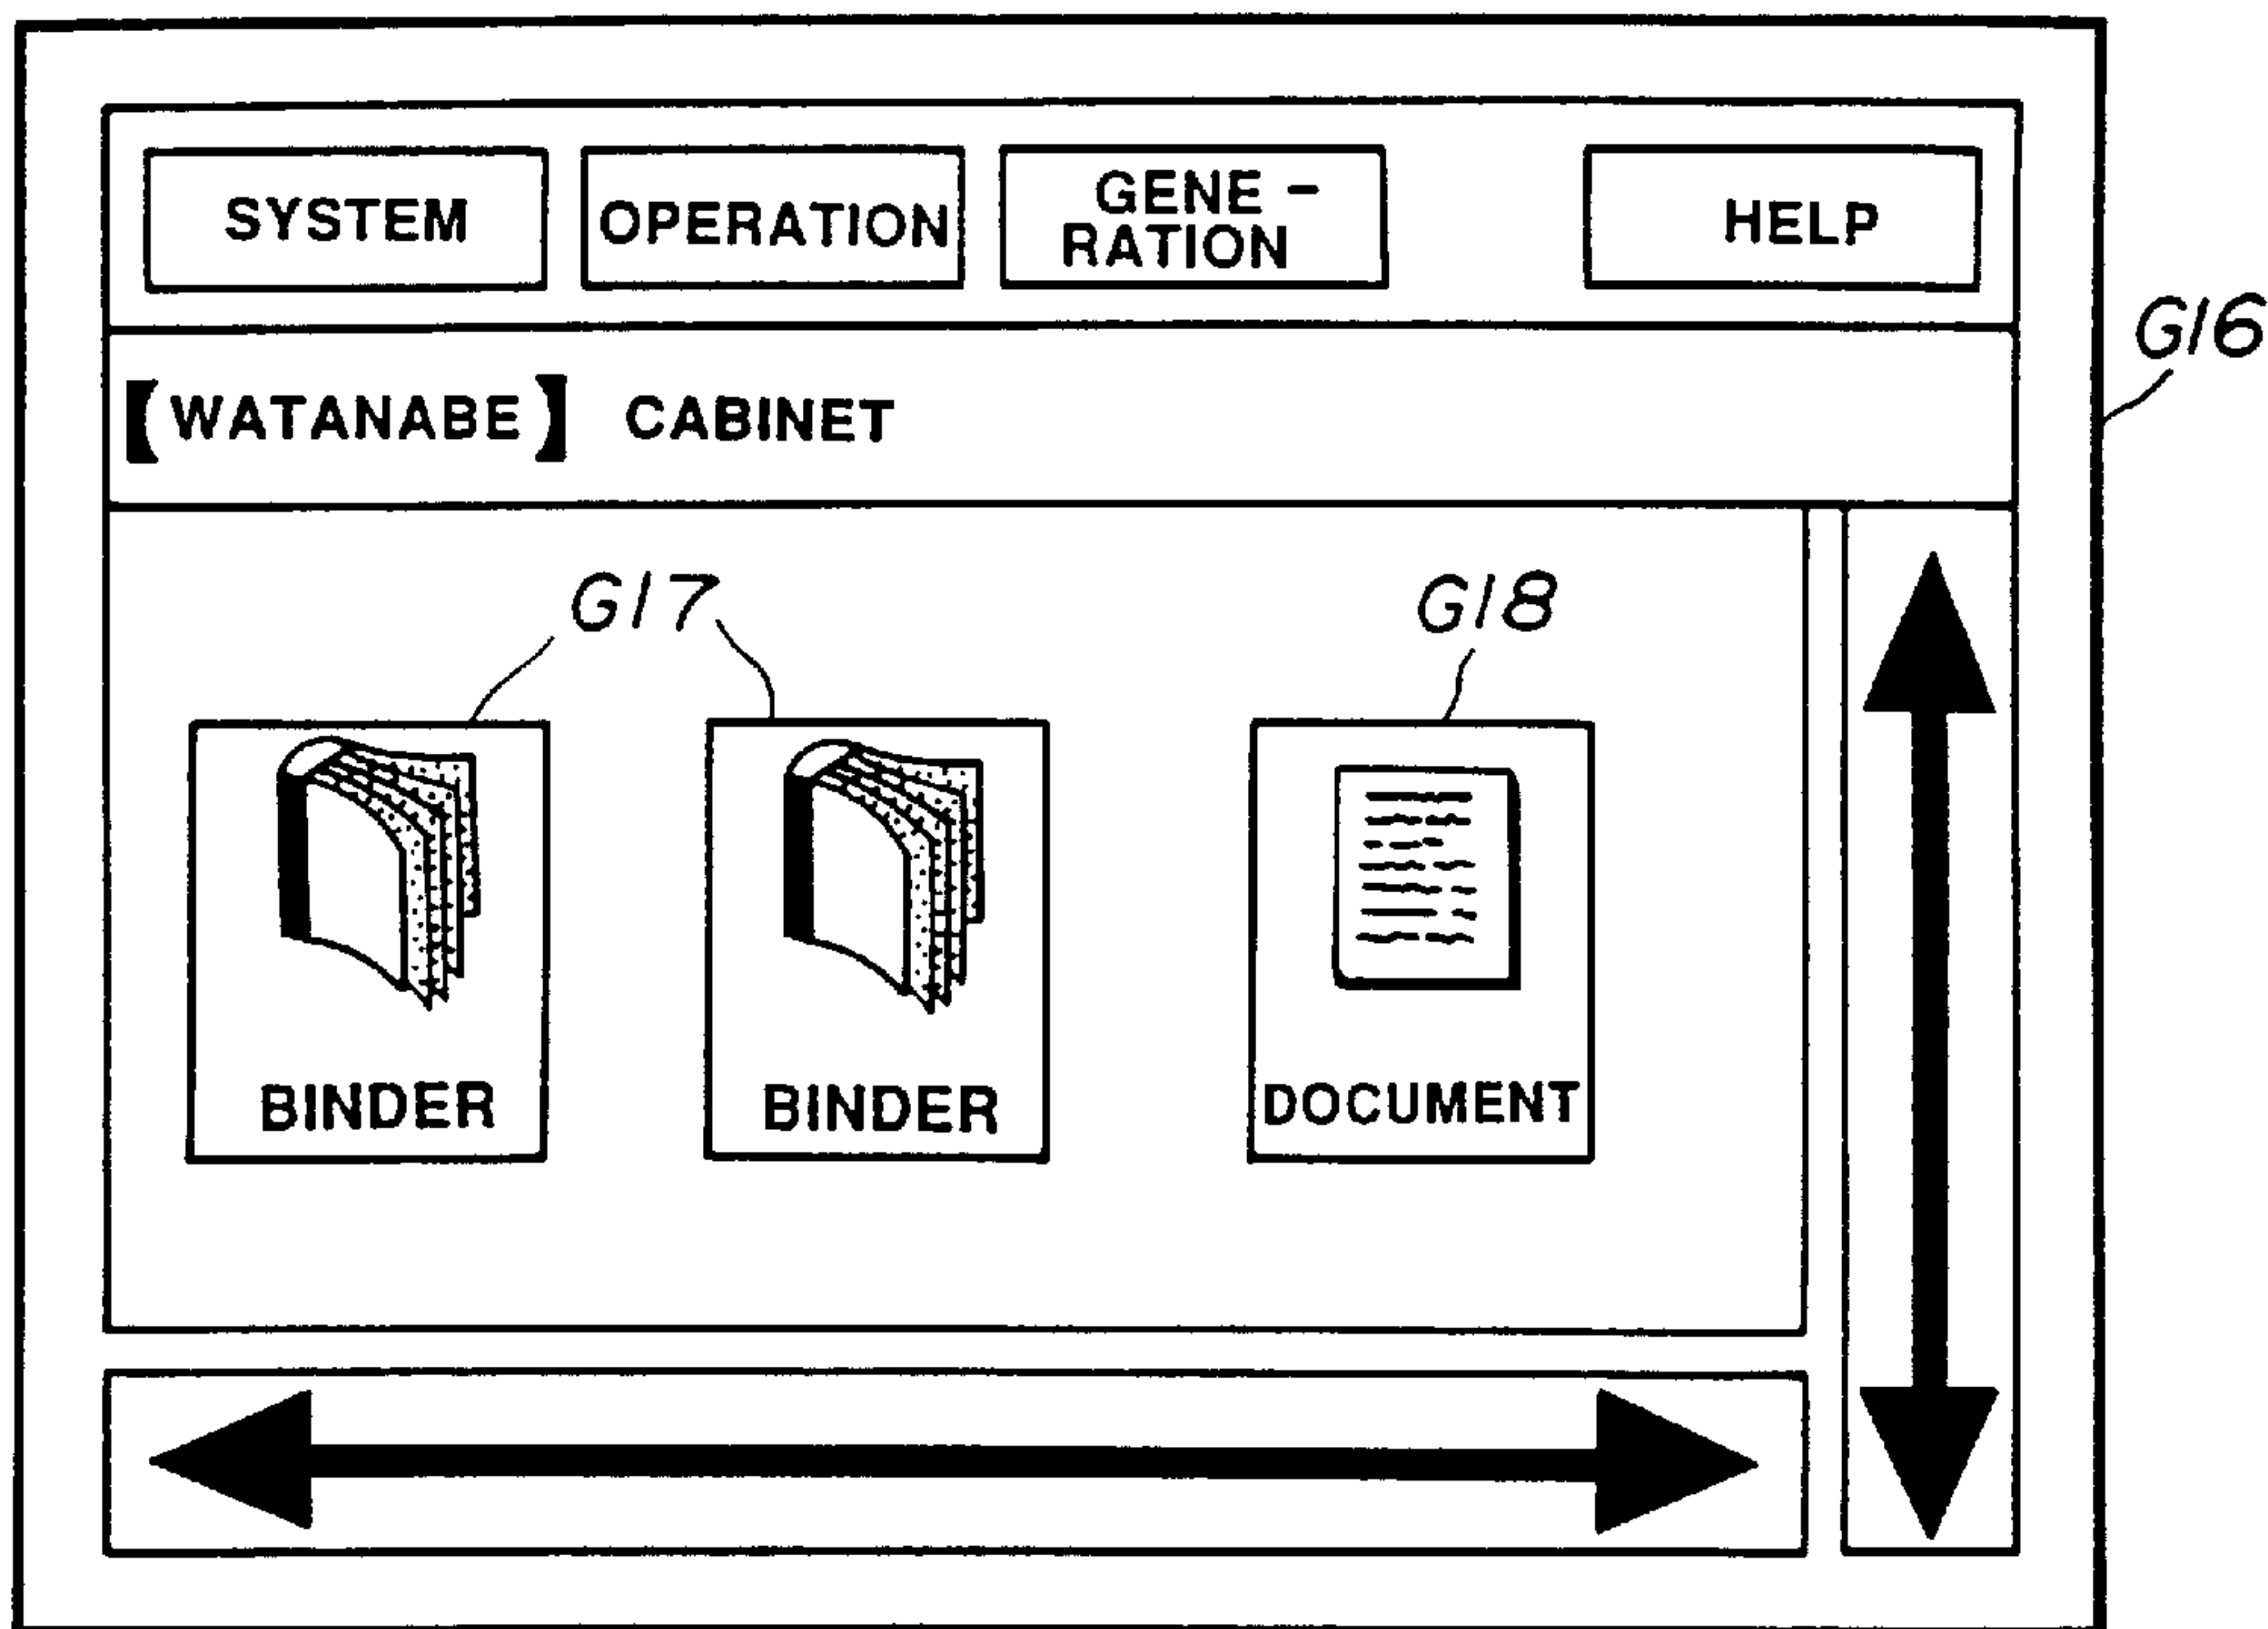 SYSTEM
OPERATION
GENE-
RATION
HELP
G16
【WATANABE】 CABINET
G17
G18
BINDER
BINDER
DOCUMENT